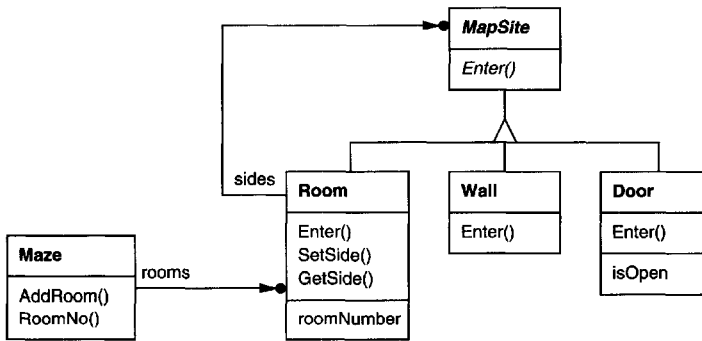 MapSite
Enter()
sides
Room
Enter()
SetSide()
GetSide()
roomNumber
Wall
Enter()
Door
Enter()
isOpen
Maze
AddRoom()
RoomNo()
rooms